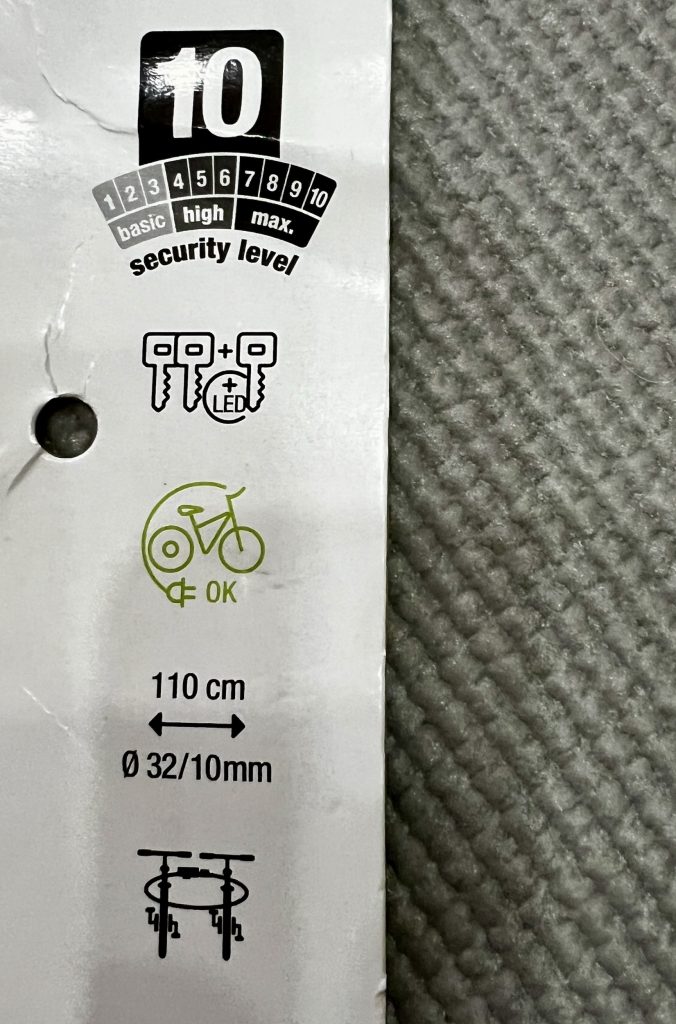 10
1 2 3 4 5 6 7 8 9 10
basic high max.
security level
+
+
LED
OK
110 cm
Ø 32/10mm